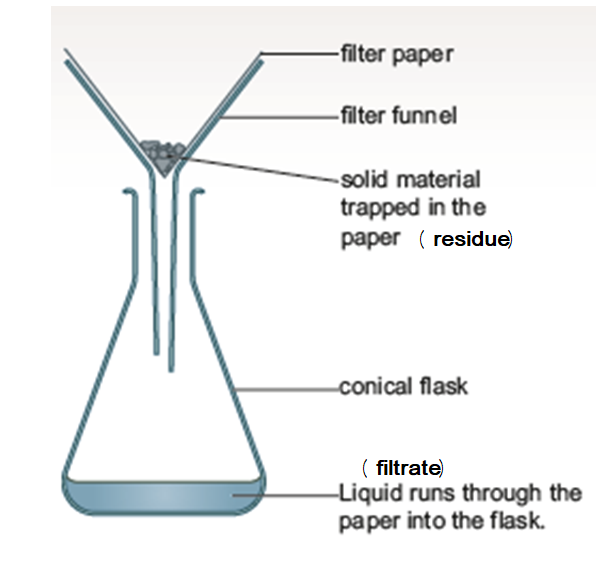 filter paper
filter funnel
solid material
trapped in the
paper ( residue)
conical flask
( filtrate)
Liquid runs through the
paper into the flask.